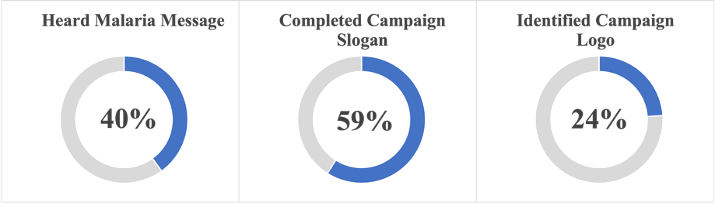 Heard Malaria Message
40%
Completed Campaign
Slogan
59%
Identified Campaign
Logo
24%